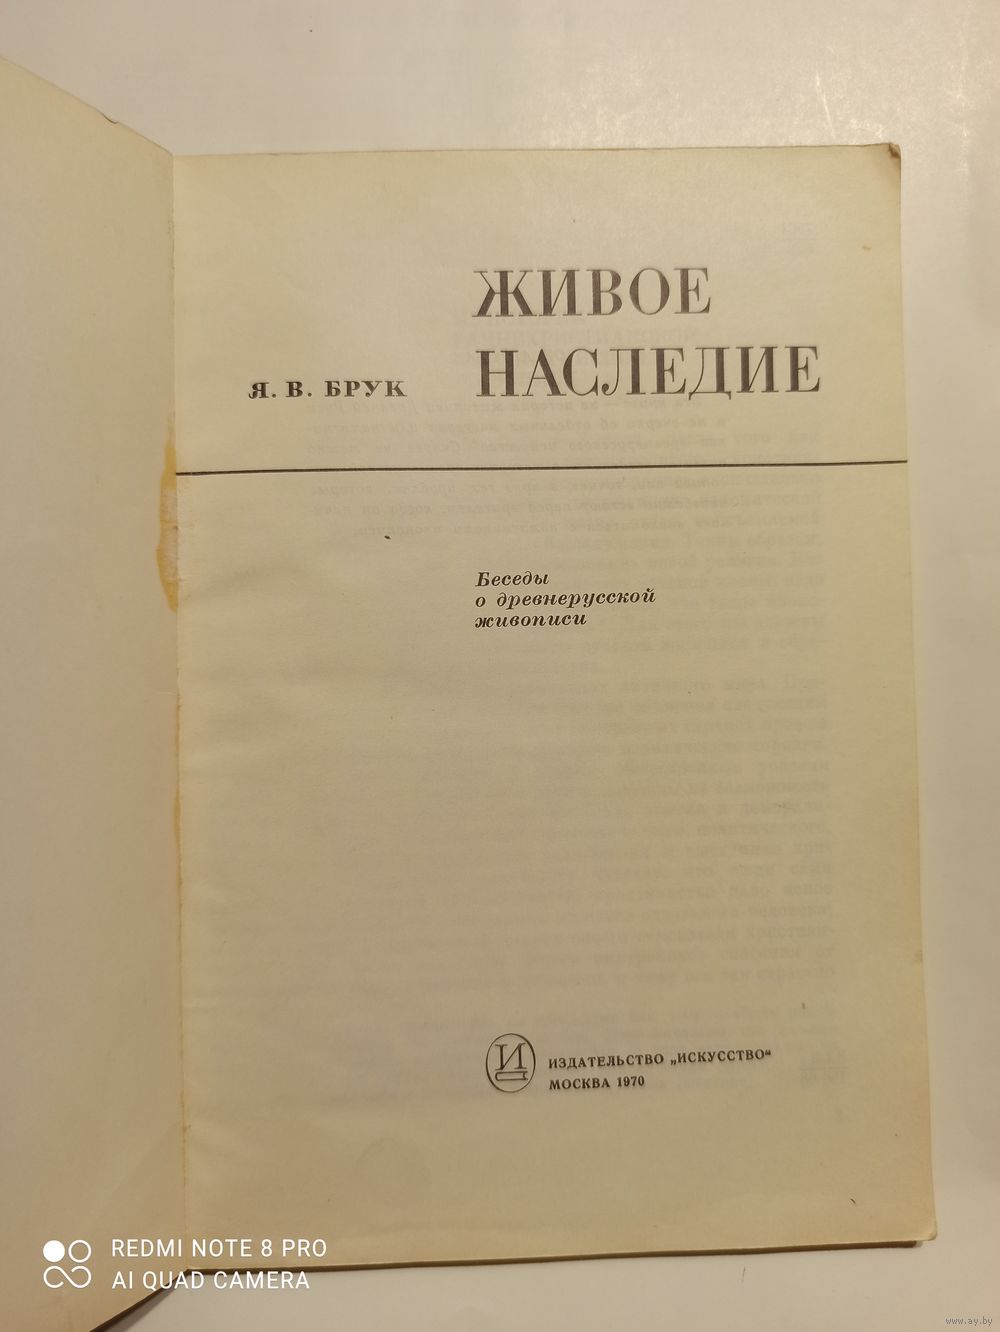 ЖИВОЕ
НАСЛЕДИЕ
Я. В. БРУК
Беседы
о древнерусской
живописи
И
ИЗДАТЕЛЬСТВО „ИСКУССТВО“
МОСКВА 1970
REDMI NOTE 8 PRO
AI QUAD CAMERA
www.ay.by